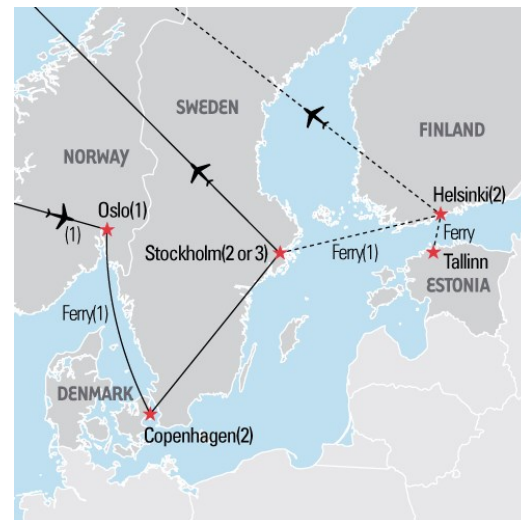 SWEDEN
FINLAND
NORWAY
Helsinki(2)
Oslo(1)
(1)
Ferry
Stockholm(2 or 3)
Ferry(1)
Tallinn
ESTONIA
Ferry(1)
DENMARK
Copenhagen(2)